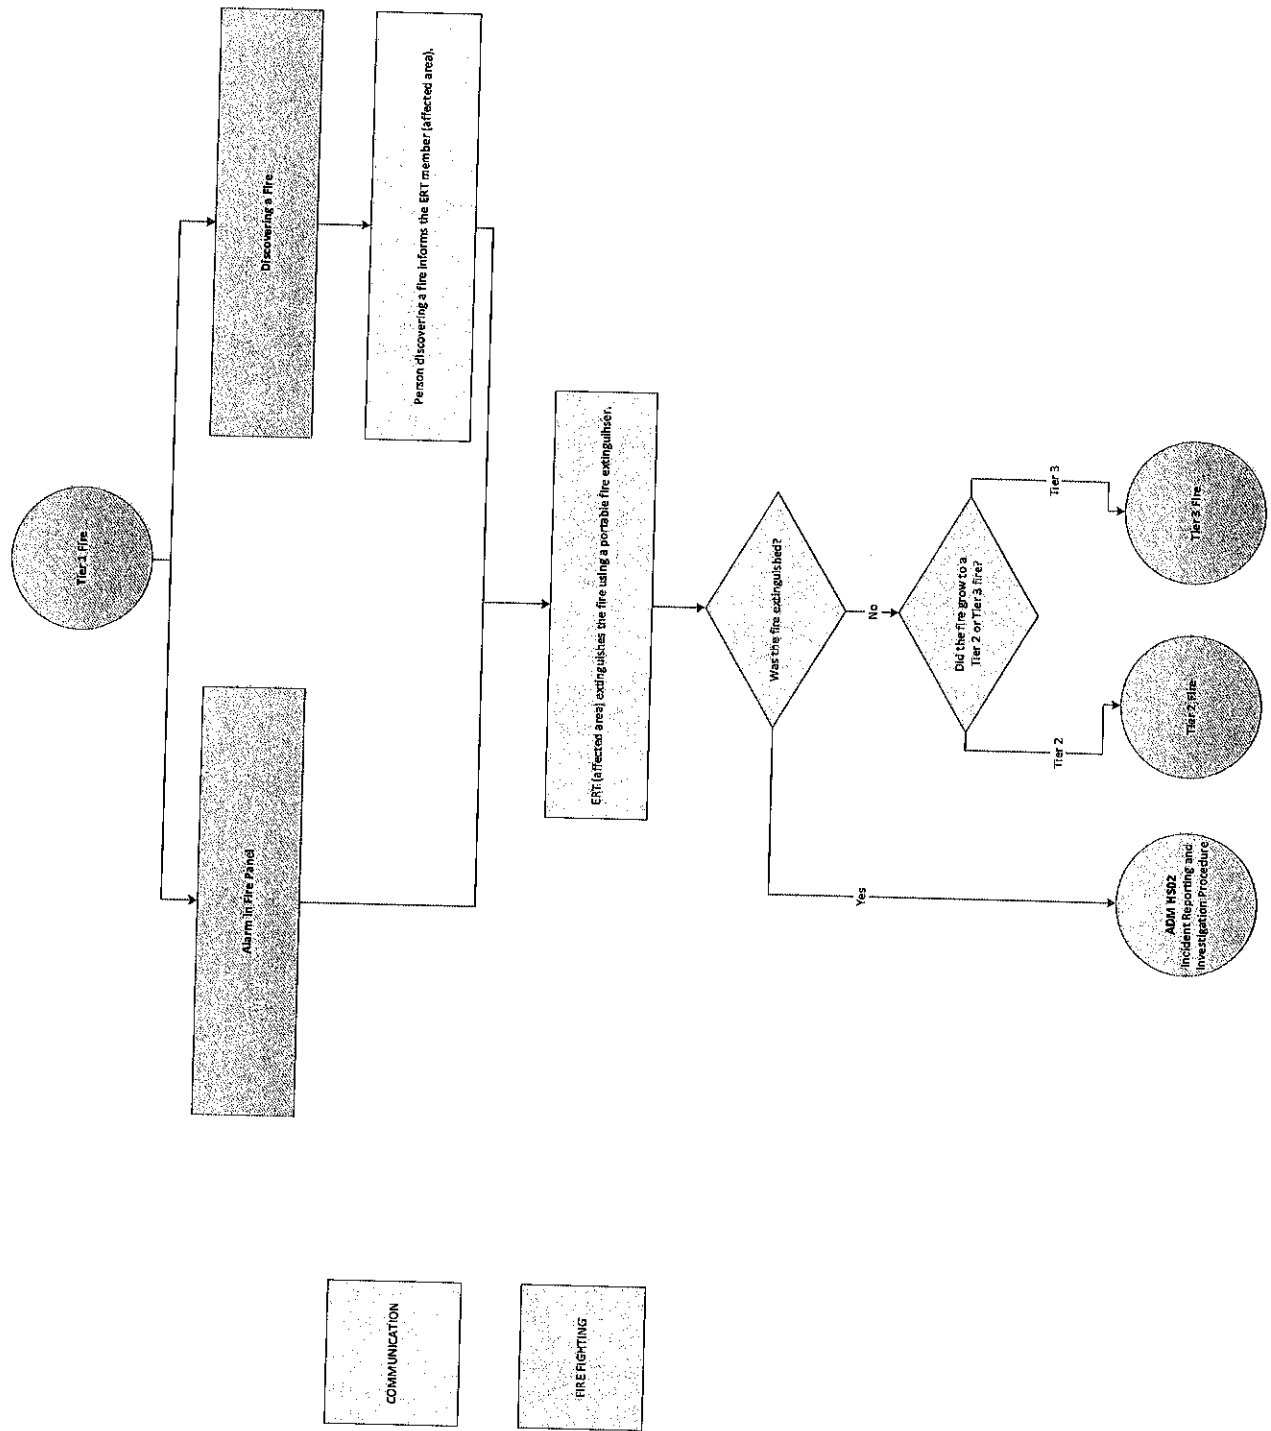 Tier 1 Fire
Alarm in Fire Panel
Discovering a Fire
Person discovering a fire informs the ERT member (affected area).
ERT (affected area) extinguishes the fire using a portable fire extinguihser.
Was the fire extinguished?
Yes
No
Did the fire grow to a
Tier 2 or Tier 3 fire?
Tier 2
Tier 3
ADM HS02
Incident Reporting and
Investigation Procedure
Tier 2 Fire
Tier 3 Fire
COMMUNICATION
FIRE FIGHTING